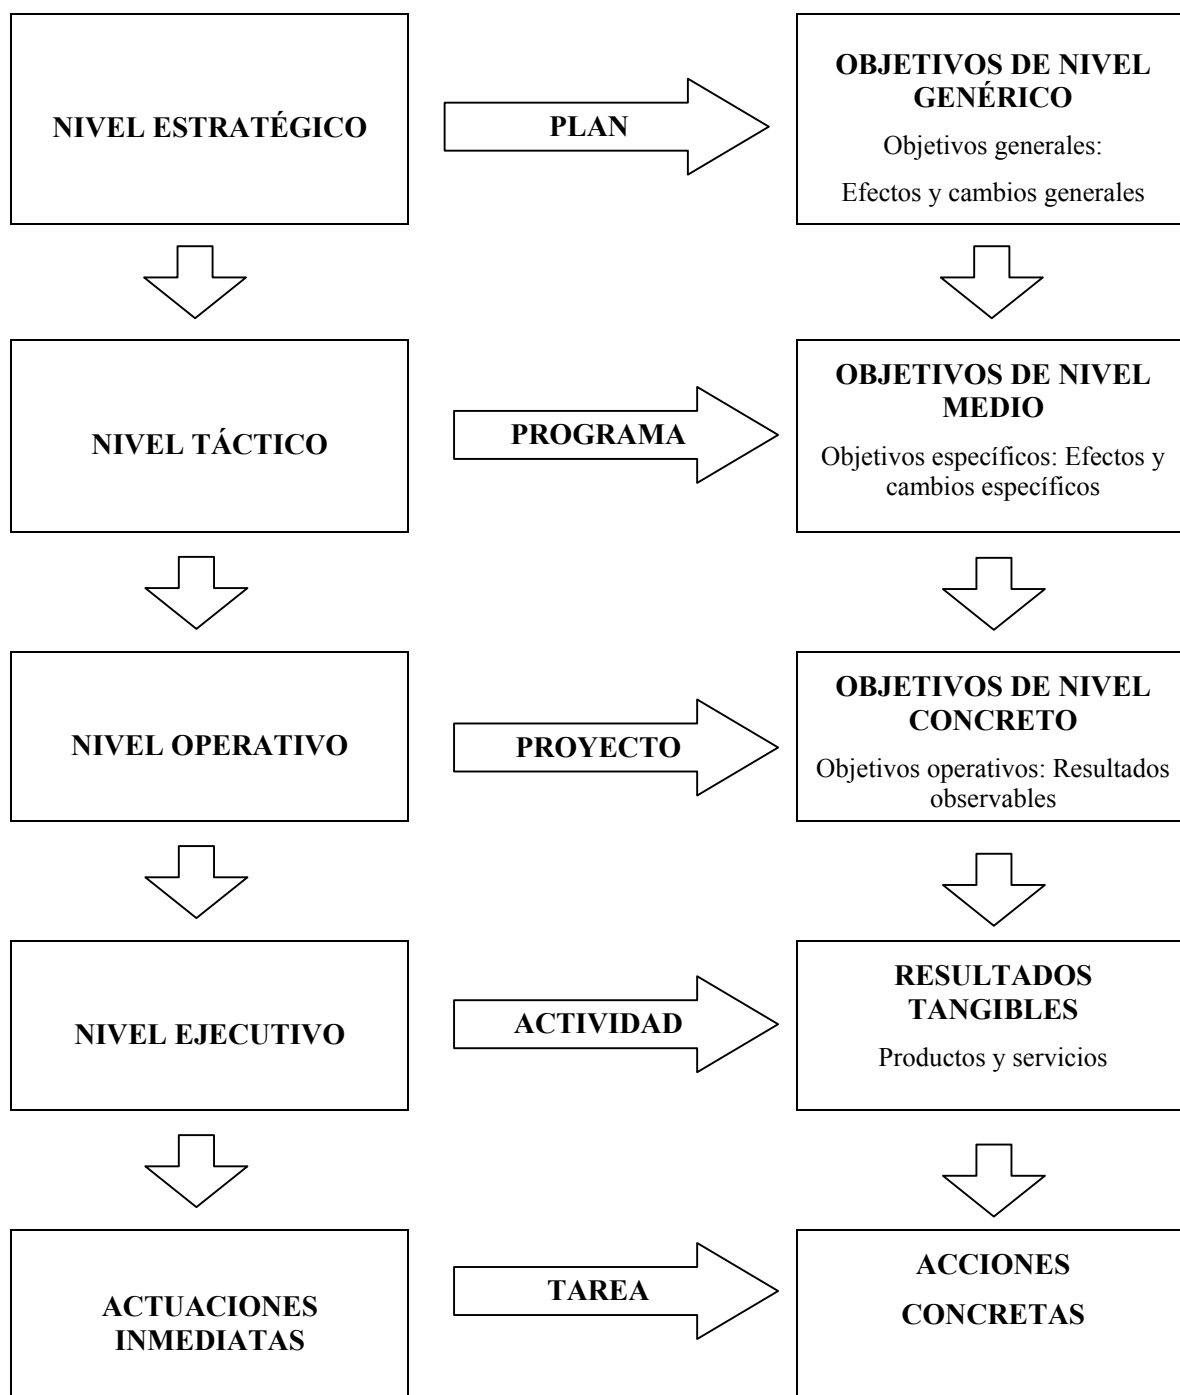 NIVEL ESTRATÉGICO
PLAN
OBJETIVOS DE NIVEL
GENÉRICO
Objetivos generales:
Efectos y cambios generales
NIVEL TÁCTICO
PROGRAMA
OBJETIVOS DE NIVEL
MEDIO
Objetivos específicos: Efectos y
cambios específicos
NIVEL OPERATIVO
PROYECTO
OBJETIVOS DE NIVEL
CONCRETO
Objetivos operativos: Resultados
observables
NIVEL EJECUTIVO
ACTIVIDAD
RESULTADOS
TANGIBLES
Productos y servicios
ACTUACIONES
INMEDIATAS
TAREA
ACCIONES
CONCRETAS